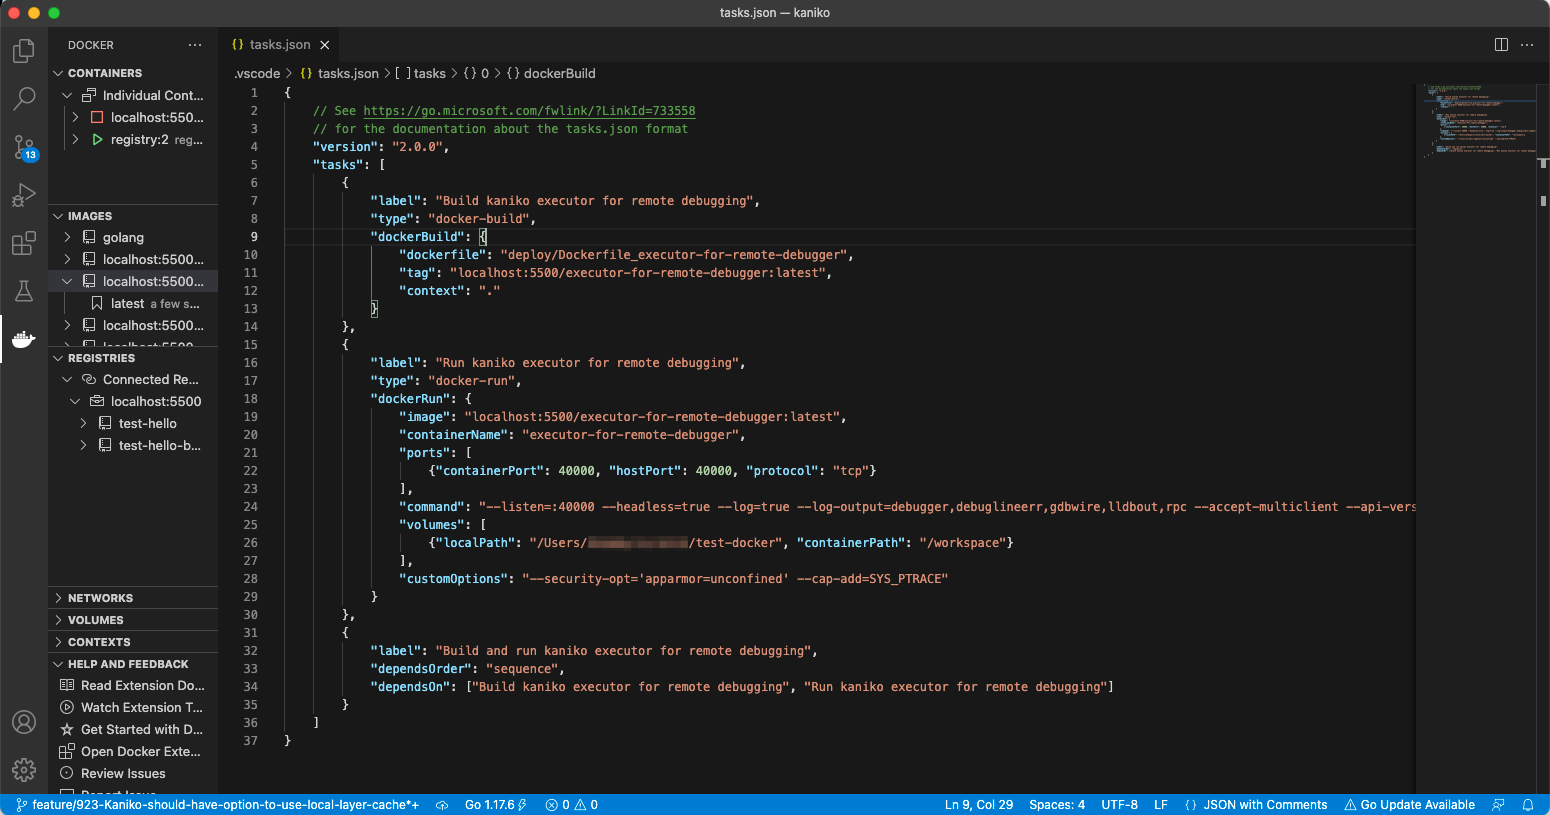 tasks.json — kaniko
DOCKER
tasks.json
.vscode > {} tasks.json > [ ] tasks > {} 0 > {} dockerBuild
CONTAINERS
Individual Cont...
localhost:550...
registry:2 reg...
IMAGES
golang
localhost:5500...
localhost:5500...
latest a few s...
localhost:5500...
localhost:5500...
REGISTRIES
Connected Re...
localhost:5500
test-hello
test-hello-b...
NETWORKS
VOLUMES
CONTEXTS
HELP AND FEEDBACK
Read Extension Do...
Watch Extension T...
Get Started with D...
Open Docker Exte...
Review Issues
Report Issue
13
1 {
2 // See https://go.microsoft.com/fwlink/?LinkId=733558
3 // for the documentation about the tasks.json format
4 "version": "2.0.0",
5 "tasks": [
6 {
7 "label": "Build kaniko executor for remote debugging",
8 "type": "docker-build",
9 "dockerBuild": {
10 "dockerfile": "deploy/Dockerfile_executor-for-remote-debugger",
11 "tag": "localhost:5500/executor-for-remote-debugger:latest",
12 "context": "."
13 }
14 },
15 {
16 "label": "Run kaniko executor for remote debugging",
17 "type": "docker-run",
18 "dockerRun": {
19 "image": "localhost:5500/executor-for-remote-debugger:latest",
20 "containerName": "executor-for-remote-debugger",
21 "ports": [
22 {"containerPort": 40000, "hostPort": 40000, "protocol": "tcp"}
23 ],
24 "command": "--listen=:40000 --headless=true --log=true --log-output=debugger,debuglineerr,gdbwire,lldbout,rpc --accept-multiclient --api-vers
25 "volumes": [
26 {"localPath": "/Users/ /test-docker", "containerPath": "/workspace"}
27 ],
28 "customOptions": "--security-opt='apparmor=unconfined' --cap-add=SYS_PTRACE"
29 }
30 },
31 {
32 "label": "Build and run kaniko executor for remote debugging",
33 "dependsOrder": "sequence",
34 "dependsOn": ["Build kaniko executor for remote debugging", "Run kaniko executor for remote debugging"]
35 }
36 ]
37 }
feature/923-Kaniko-should-have-option-to-use-local-layer-cache*+ Go 1.17.6 0 0 Ln 9, Col 29 Spaces: 4 UTF-8 LF {} JSON with Comments Go Update Available